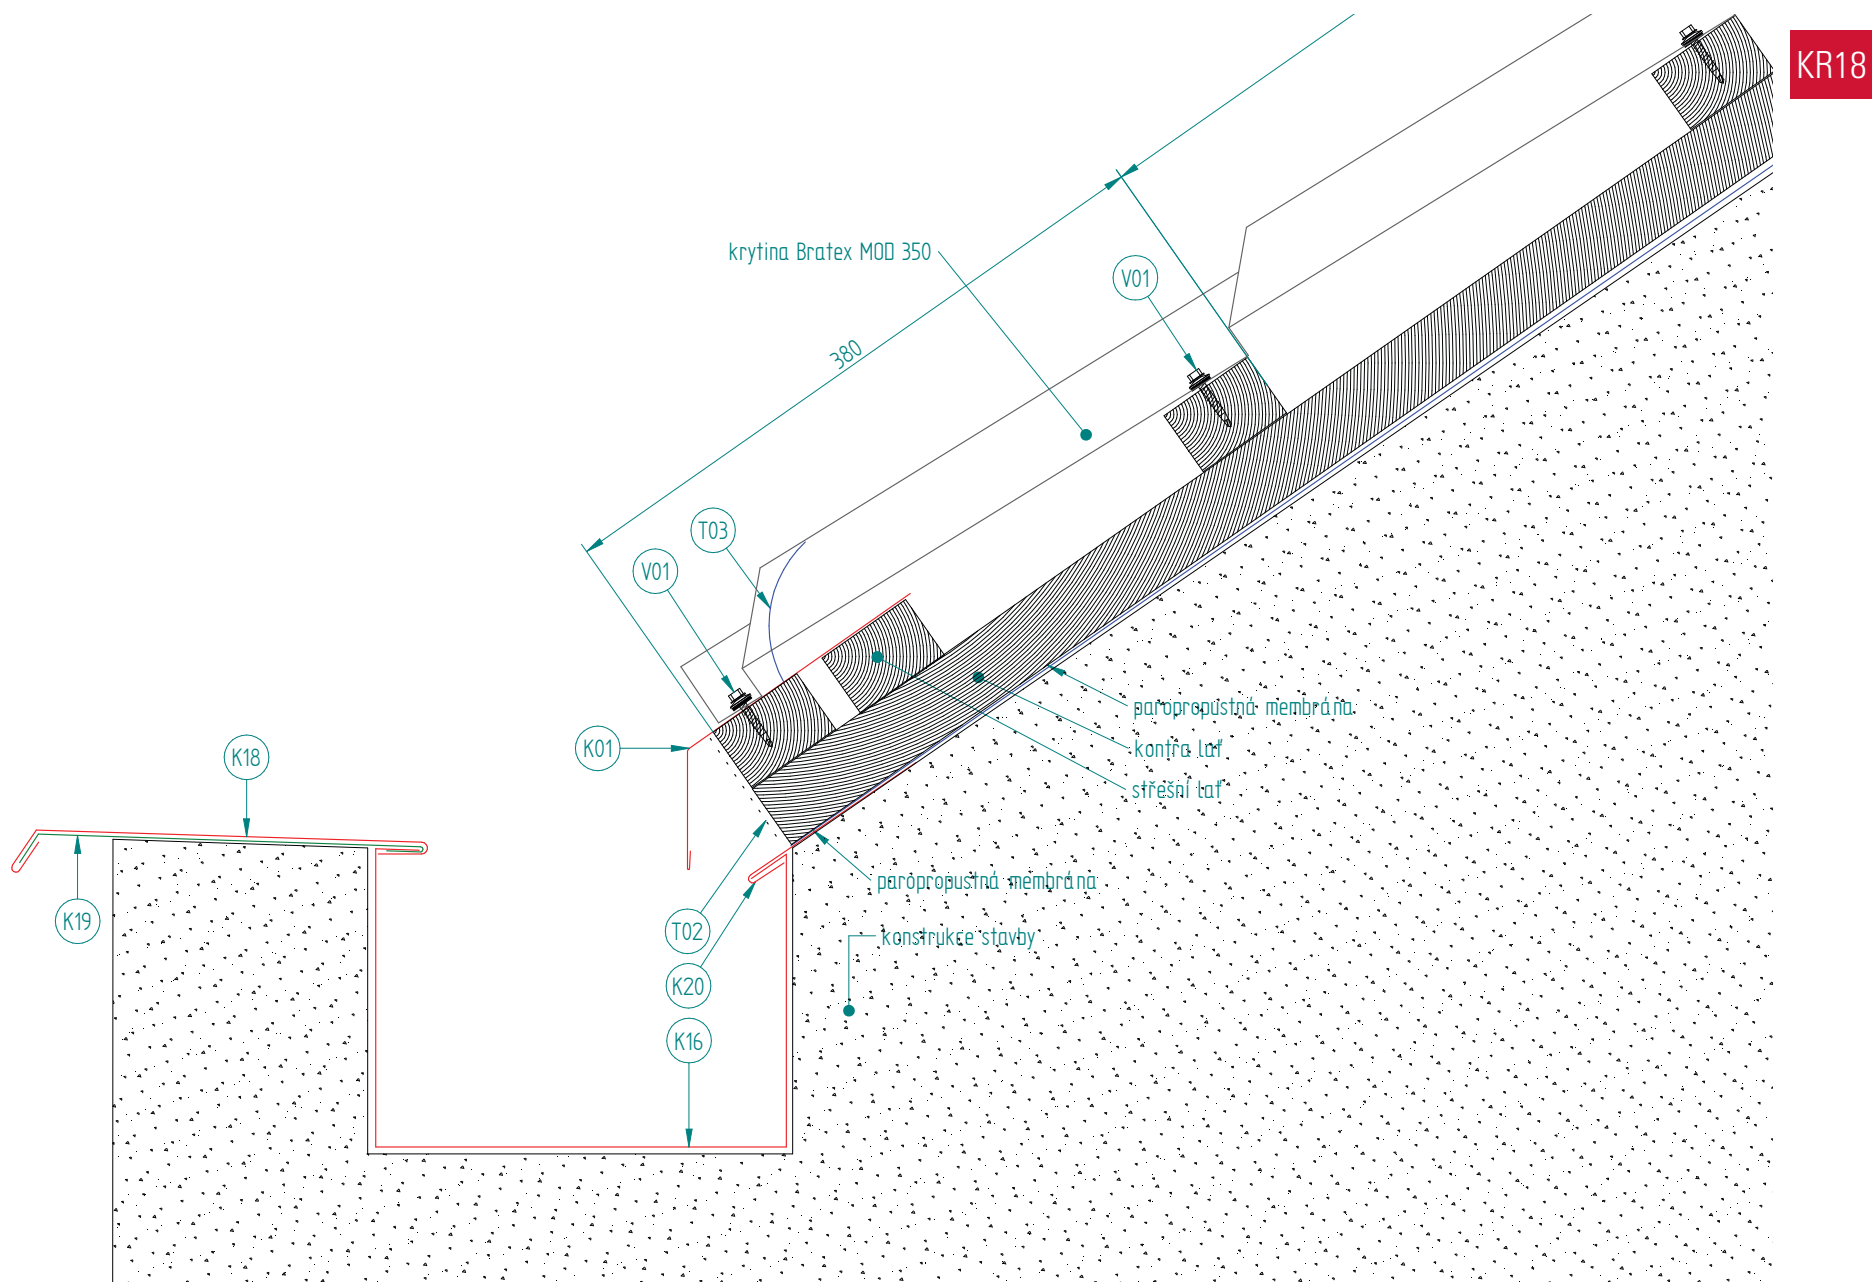 KR18
krytina Bratex MOD 350
V01
380
T03
V01
paropropustná membrána
kontra lať
K01
K18
střešní lať
paropropustná membrána
K19
T02
konstrukce stavby
K20
K16